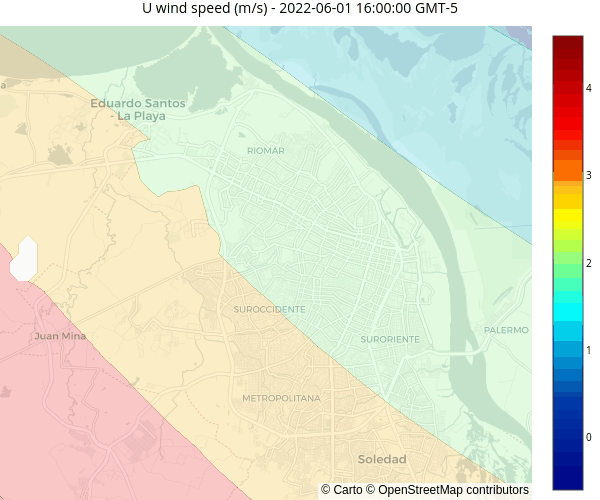 U wind speed (m/s) - 2022-06-01 16:00:00 GMT-5
a
Eduardo Santos
- La Playa
RIOMAR
SUROCCIDENTE
Juan Mina
SURORIENTE
PALERMO
METROPOLITANA
Soledad
© Carto © OpenStreetMap contributors
4
3
2
1
0